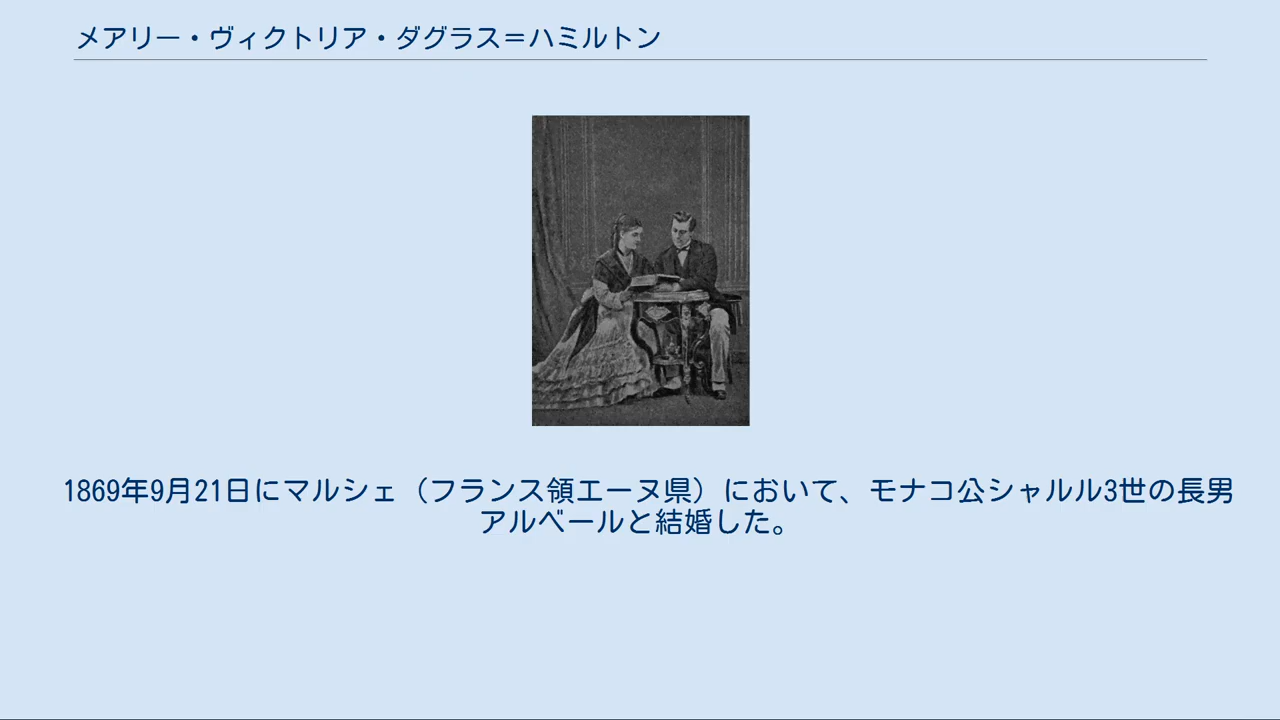 メアリー・ヴィクトリア・ダグラス＝ハミルトン
1869年9月21日にマルシェ（フランス領エーヌ県）において、モナコ公シャルル3世の長男
アルベールと結婚した。